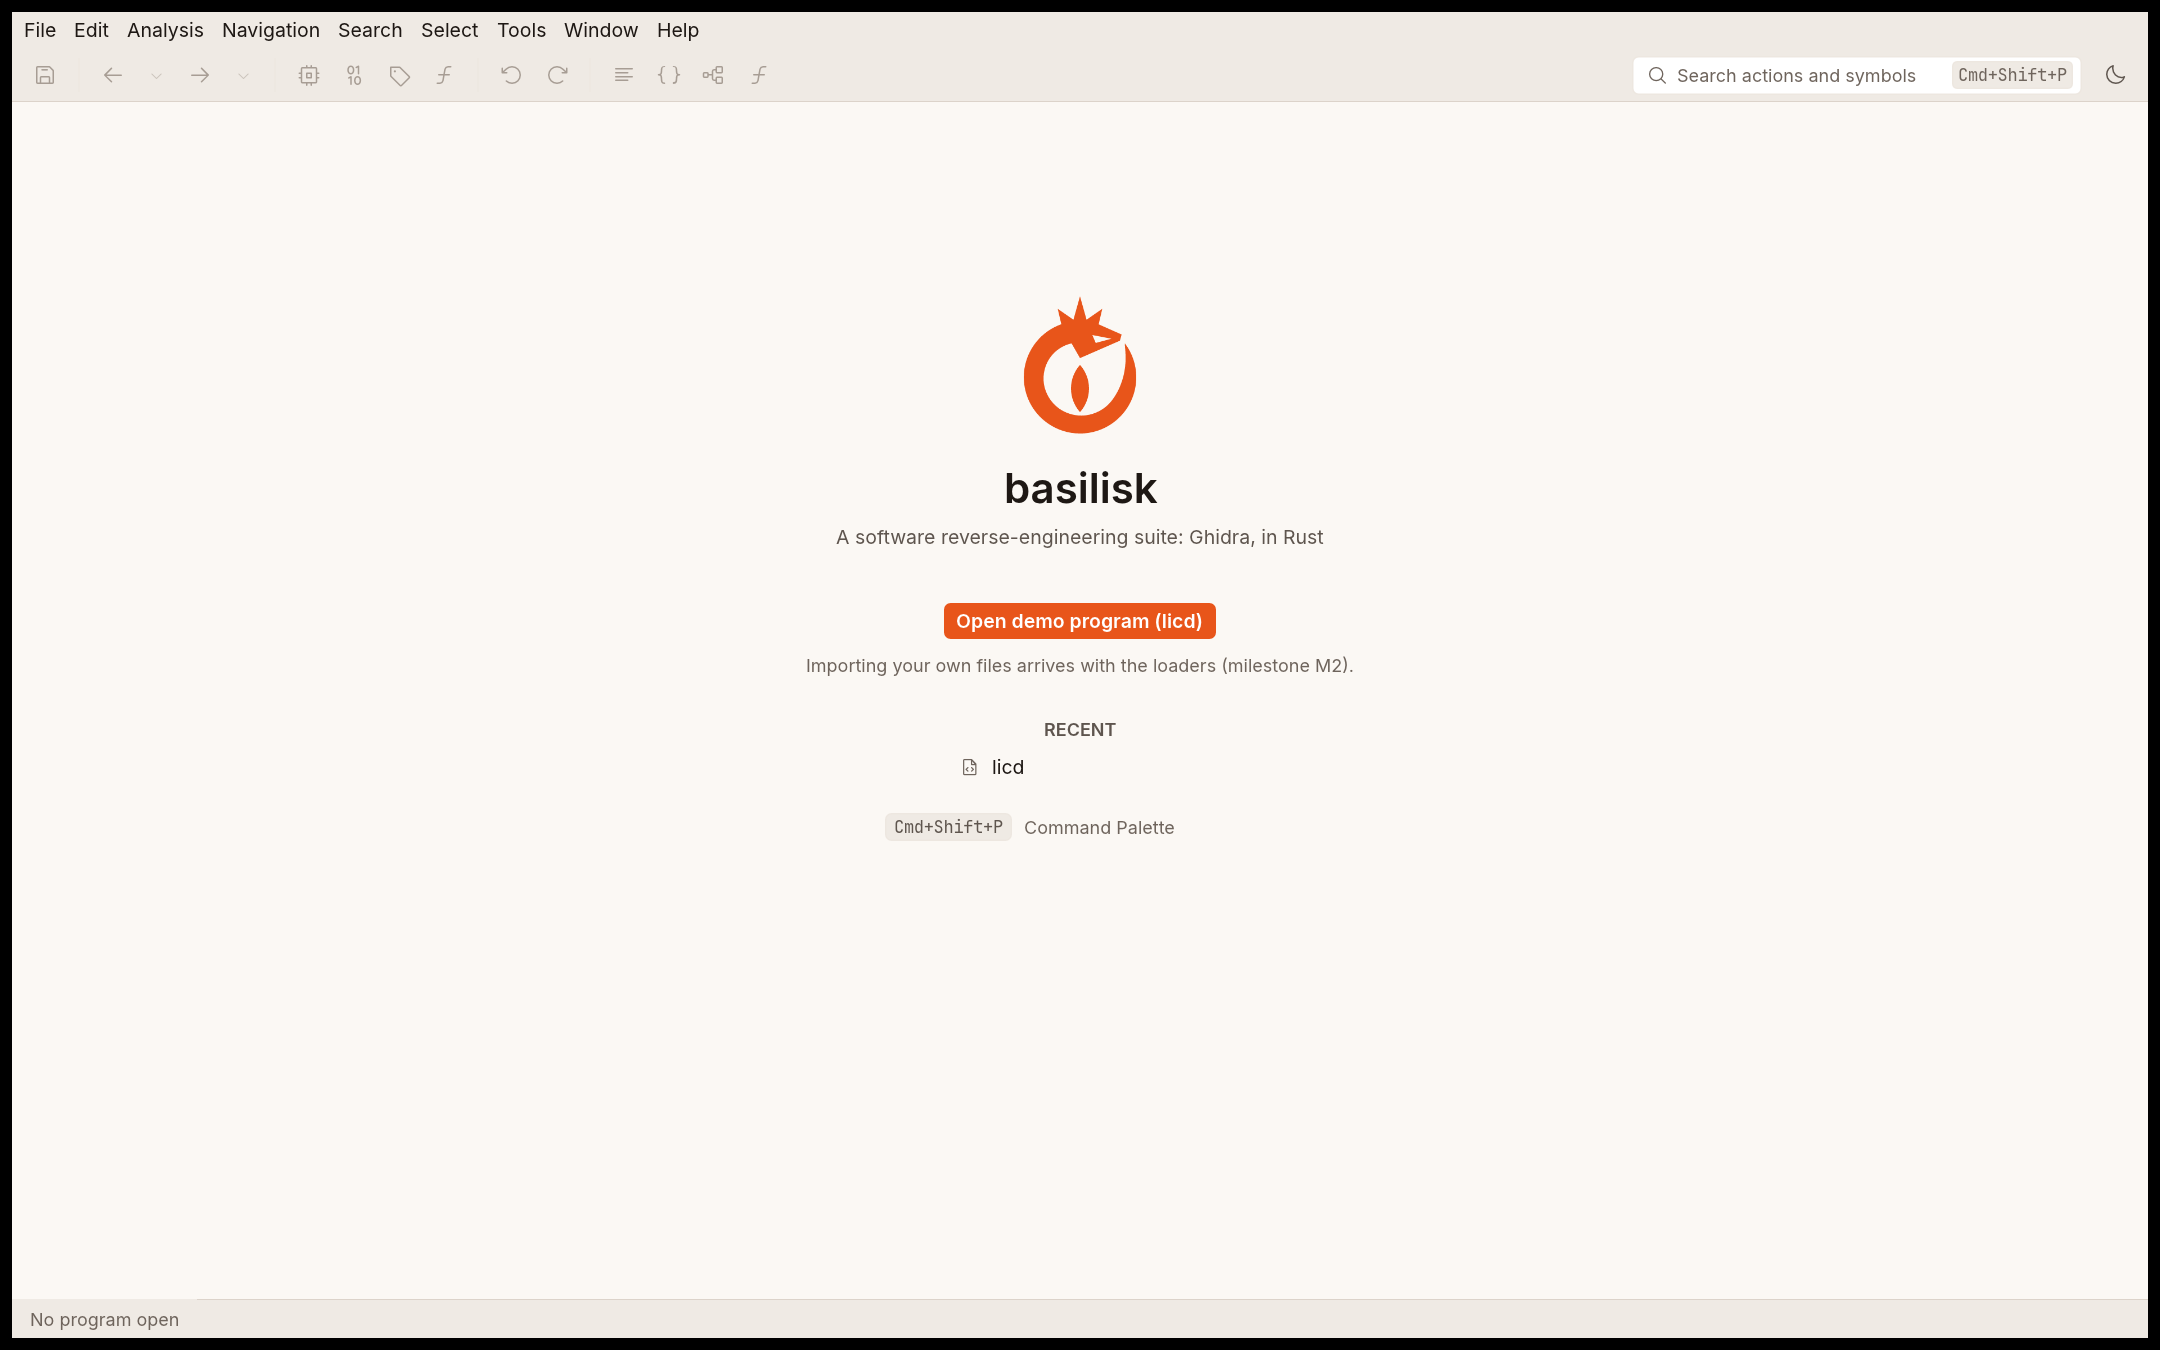 File Edit Analysis Navigation Search Select Tools Window Help
01
10
Search actions and symbols Cmd+Shift+P
basilisk
A software reverse-engineering suite: Ghidra, in Rust
Open demo program (licd)
Importing your own files arrives with the loaders (milestone M2).
RECENT
licd
Cmd+Shift+P Command Palette
No program open